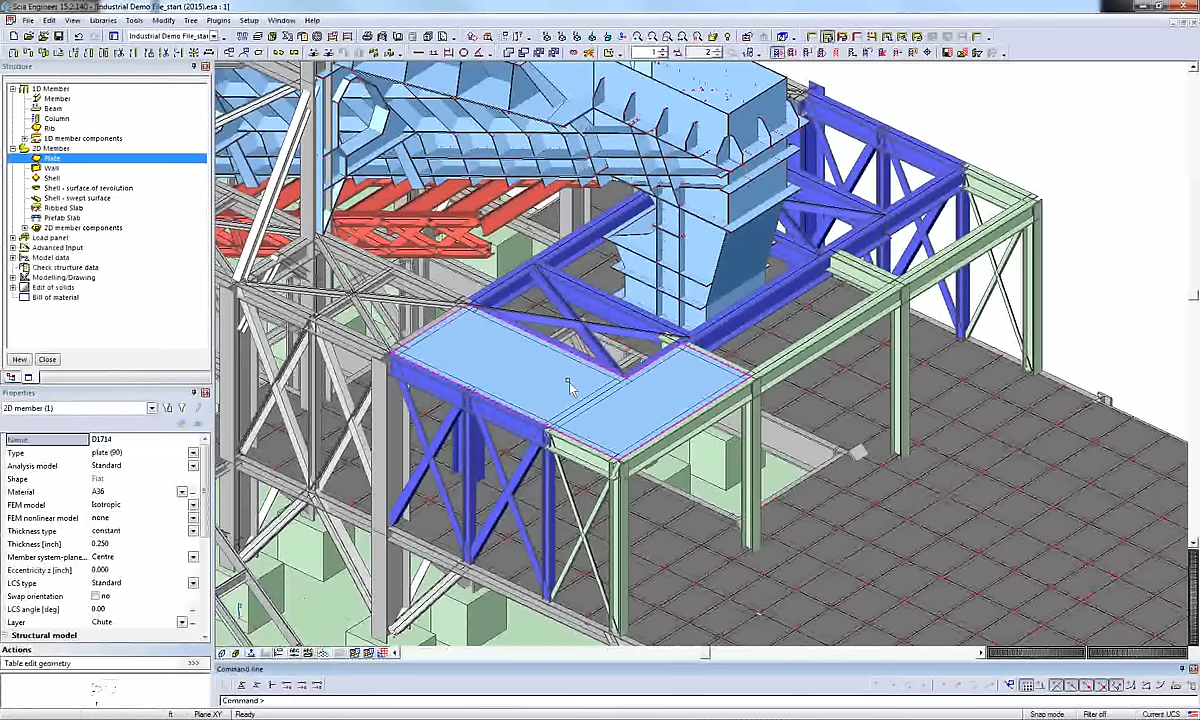 Scia Engineer 15.2.140 - [Industrial Demo File_start (2015).esa : 1]
File Edit View Libraries Tools Modify Tree Plugins Setup Window Help
Industrial Demo File_star
1 2
Structure
1D Member
Member
Beam
Column
Rib
1D member components
2D Member
Plate
Wall
Shell
Shell - surface of revolution
Shell - swept surface
Ribbed Slab
Prefab Slab
2D member components
Load panel
Advanced Input
Model data
Check structure data
Modelling/Drawing
Edit of solids
Bill of material
New Close
Properties
2D member (1)
Name D1714
Type plate (90)
Analysis model Standard
Shape Flat
Material A36
FEM model Isotropic
FEM nonlinear model none
Thickness type constant
Thickness [inch] 0.250
Member system-plane... Centre
Eccentricity z [inch] 0.000
LCS type Standard
Swap orientation no
LCS angle [deg] 0.00
Layer Chute
Structural model
Actions
Table edit geometry >>>
Command line
Command >
ft Plane XY Ready Snap mode Filter off Current UCS